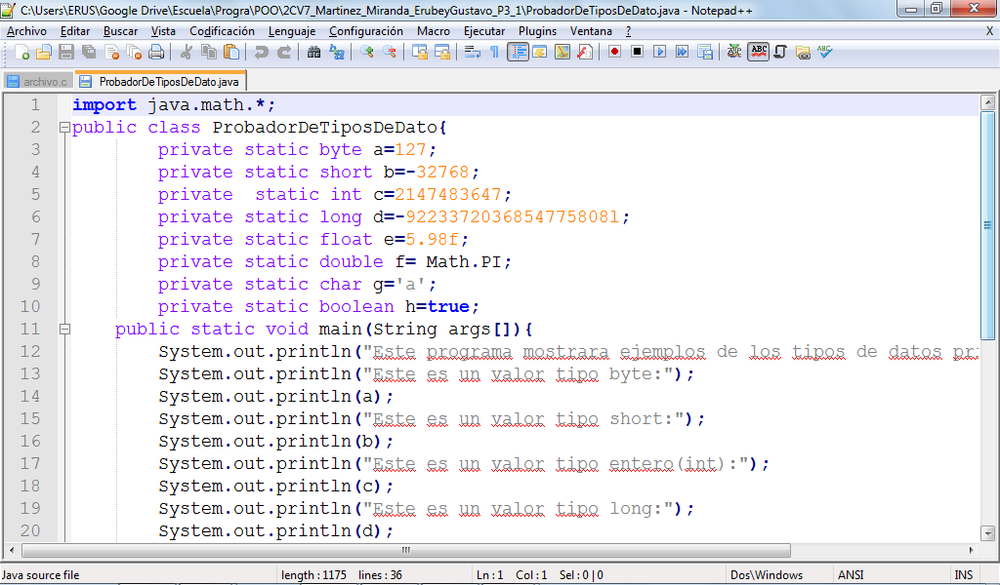 C:\Users\ERUS\Google Drive\Escuela\Progra\POO\2CV7_Martinez_Miranda_ErubeyGustavo_P3_1\ProbadorDeTiposDeDato.java - Notepad++
Archivo Editar Buscar Vista Codificación Lenguaje Configuración Macro Ejecutar Plugins Ventana ? X
archivo.c ProbadorDeTiposDeDato.java
1 import java.math.*;
2 public class ProbadorDeTiposDeDato{
3 private static byte a=127;
4 private static short b=-32768;
5 private  static int c=2147483647;
6 private static long d=-9223372036854775808l;
7 private static float e=5.98f;
8 private static double f= Math.PI;
9 private static char g='a';
10 private static boolean h=true;
11 public static void main(String args[]){
12 System.out.println("Este programa mostrara ejemplos de los tipos de datos pri
13 System.out.println("Este es un valor tipo byte:");
14 System.out.println(a);
15 System.out.println("Este es un valor tipo short:");
16 System.out.println(b);
17 System.out.println("Este es un valor tipo entero(int):");
18 System.out.println(c);
19 System.out.println("Este es un valor tipo long:");
20 System.out.println(d);
Java source file length : 1175 lines : 36 Ln : 1 Col : 1 Sel : 0 | 0 Dos\Windows ANSI INS